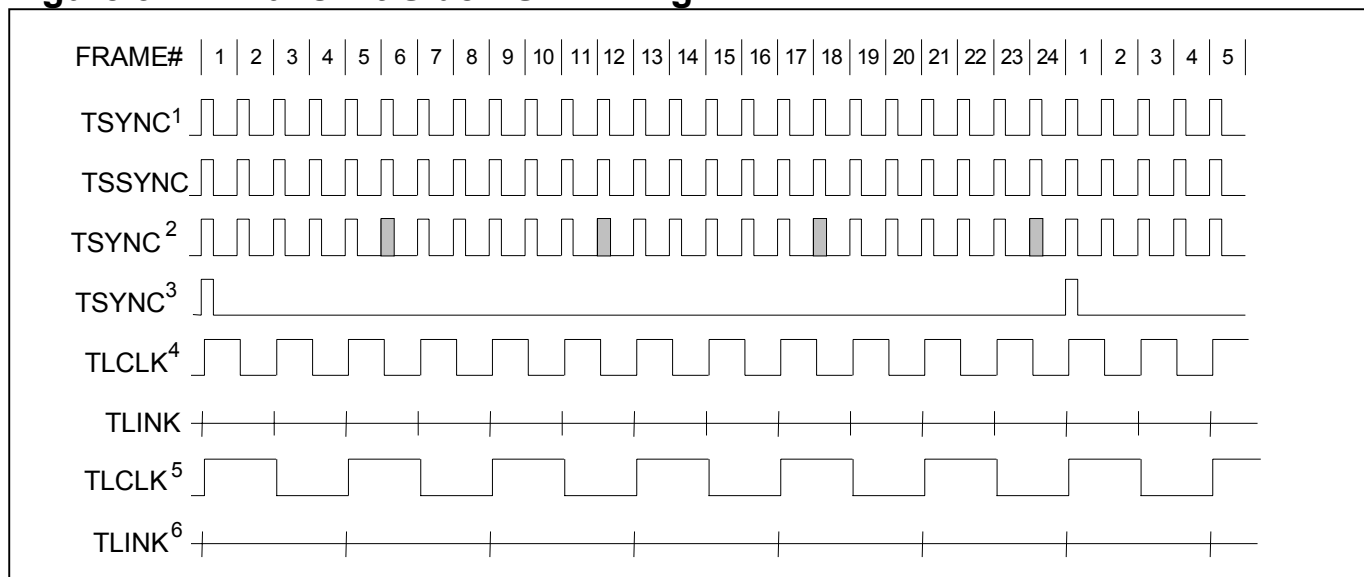 FRAME# 1 2 3 4 5 6 7 8 9 10 11 12 13 14 15 16 17 18 19 20 21 22 23 24 1 2 3 4 5
TSYNC1
TSSYNC
TSYNC2
TSYNC3
TLCLK4
TLINK
TLCLK5
TLINK6